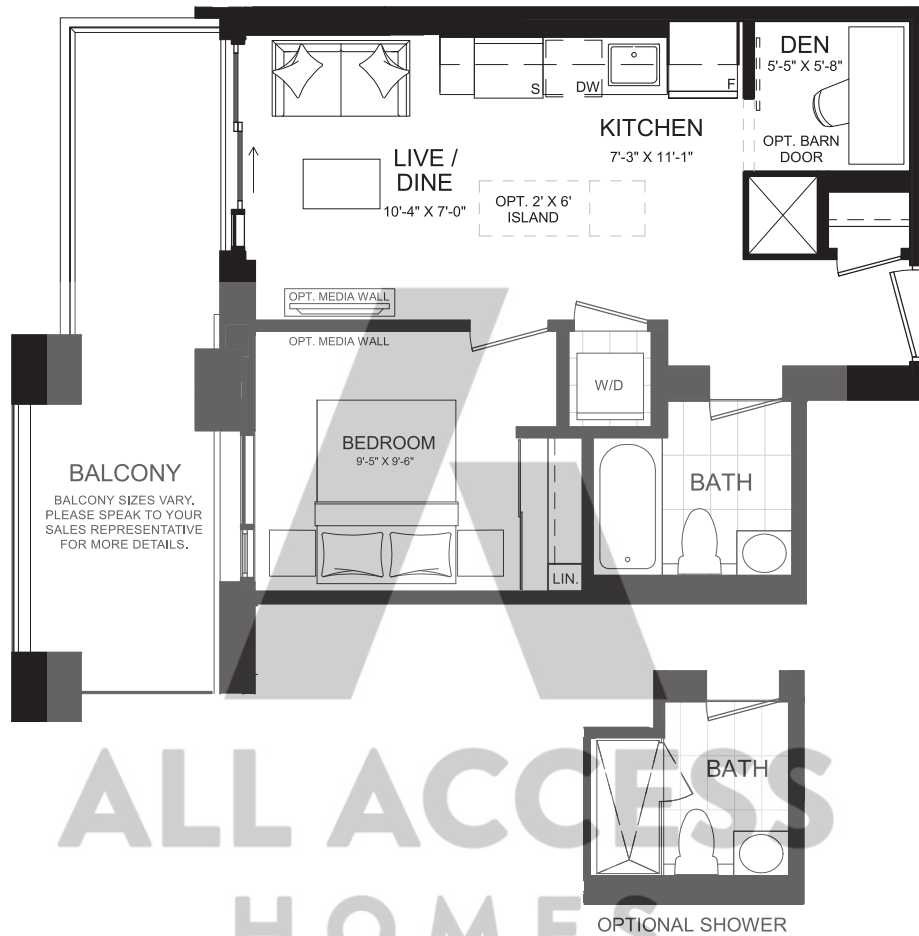 DEN
5'-5" X 5'-8"
OPT. BARN
DOOR
S
DW
F
KITCHEN
7'-3" X 11'-1"
LIVE /
DINE
10'-4" X 7'-0"
OPT. 2' X 6'
ISLAND
OPT. MEDIA WALL
OPT. MEDIA WALL
W/D
BEDROOM
9'-5" X 9'-6"
BATH
LIN.
BALCONY
BALCONY SIZES VARY.
PLEASE SPEAK TO YOUR
SALES REPRESENTATIVE
FOR MORE DETAILS.
BATH
OPTIONAL SHOWER
ALL ACCESS
HOMES